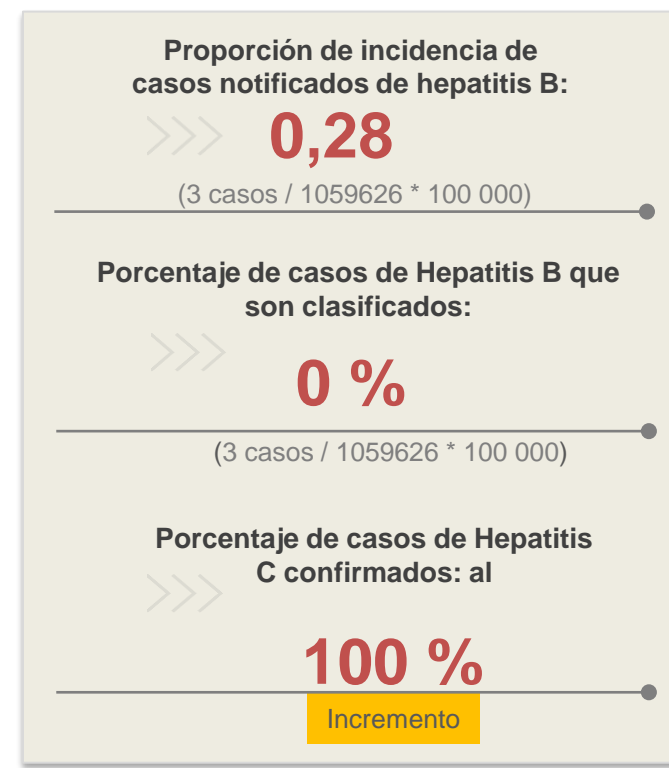 Proporción de incidencia de
casos notificados de hepatitis B:
0,28
(3 casos / 1059626 * 100 000)
Porcentaje de casos de Hepatitis B que
son clasificados:
0 %
(3 casos / 1059626 * 100 000)
Porcentaje de casos de Hepatitis
C confirmados: al
100 %
Incremento